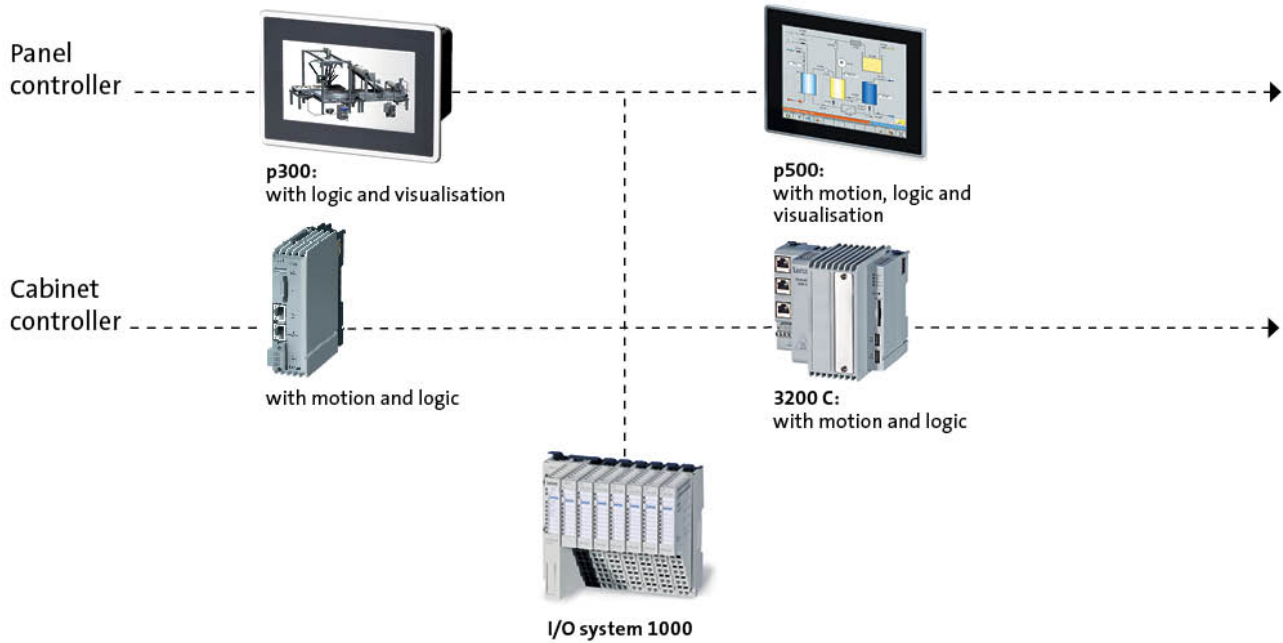 Panel
controller
p300:
with logic and visualisation
p500:
with motion, logic and
visualisation
Cabinet
controller
with motion and logic
3200 C:
with motion and logic
I/O system 1000